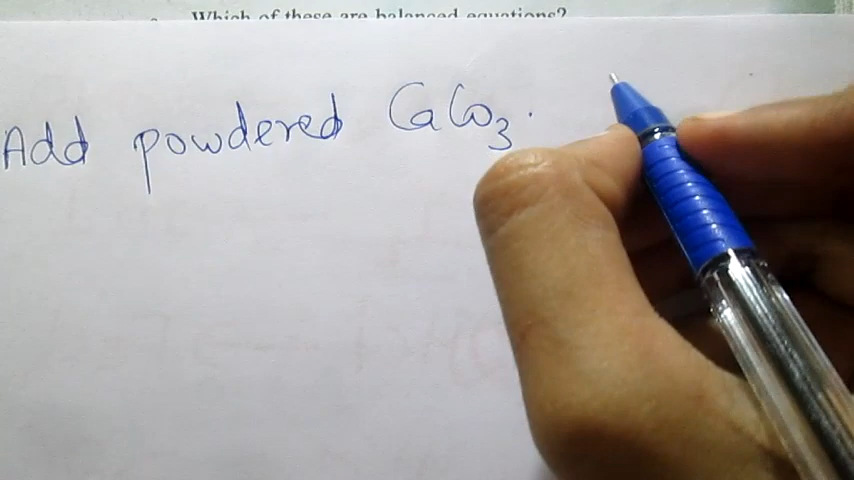 Which of these are balanced equations?
Add powdered CaCo3.